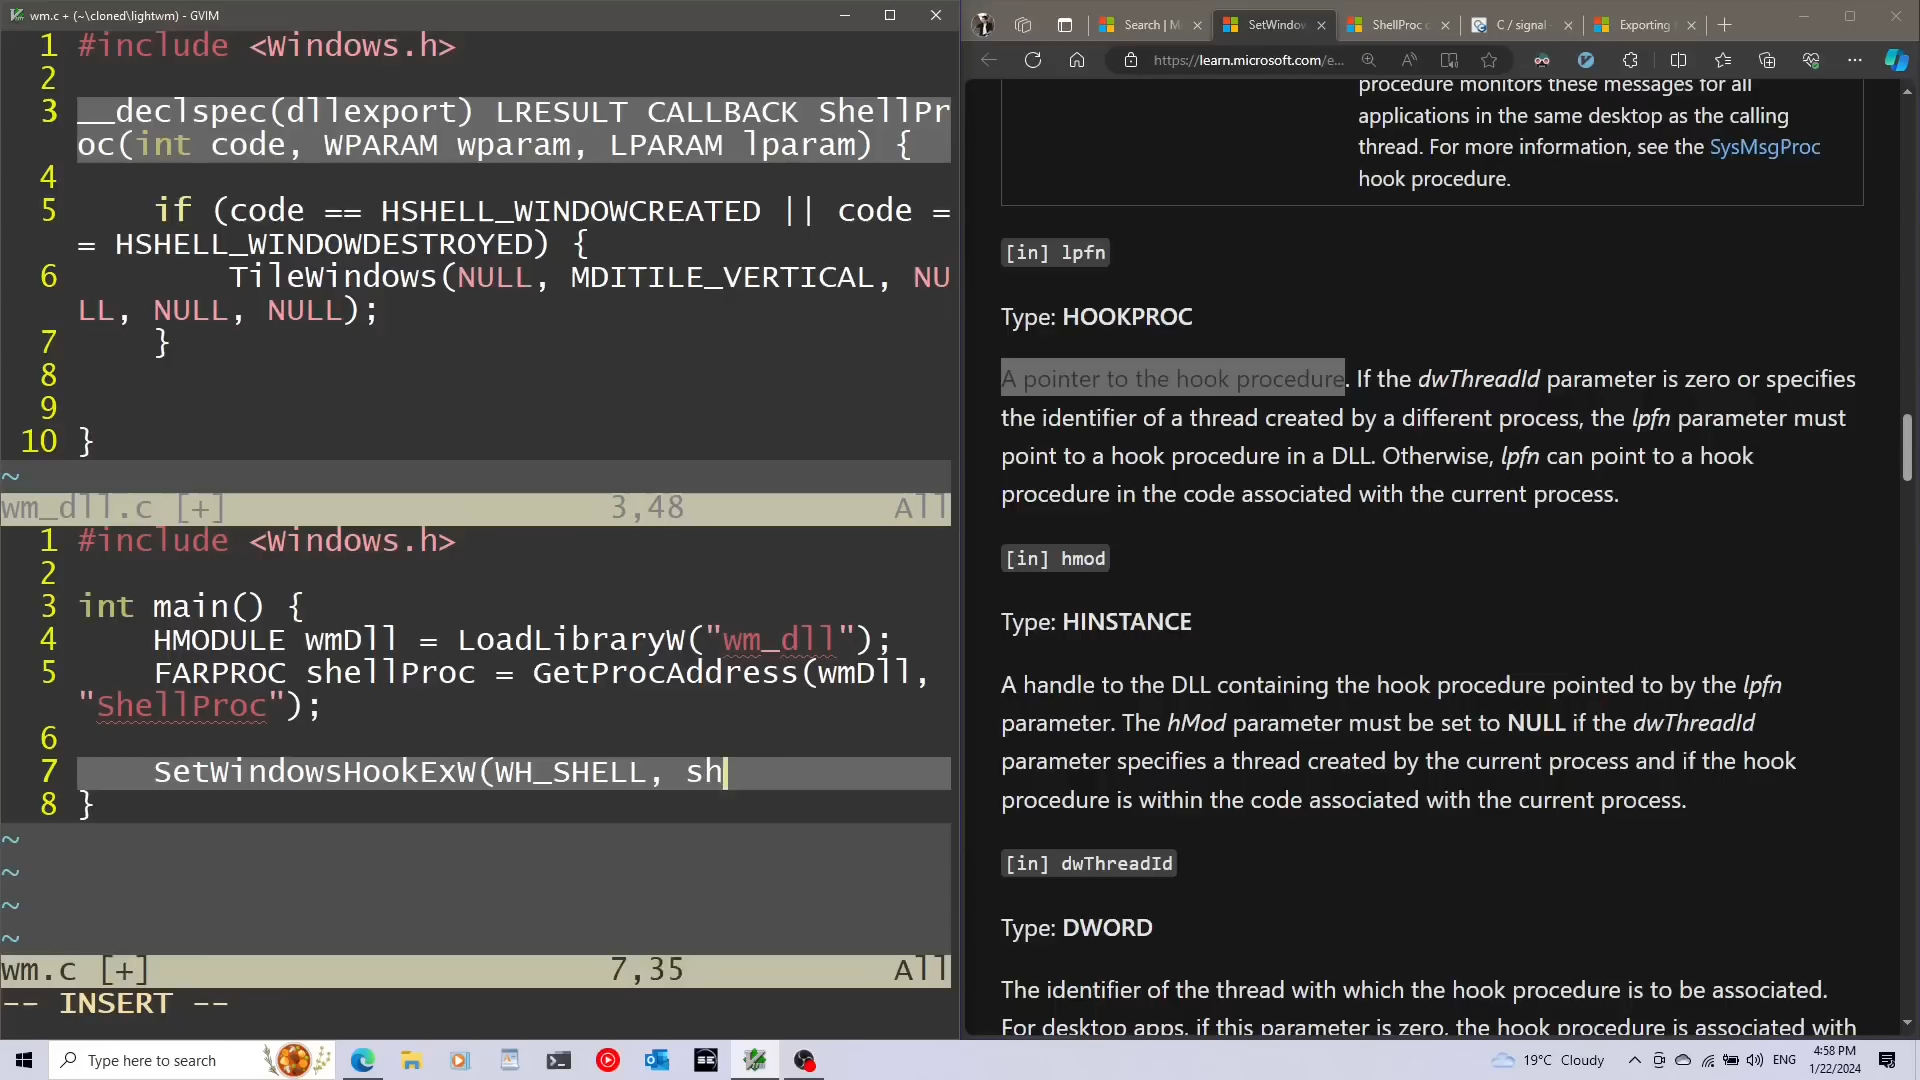 wm.c + (~\cloned\lightwm) - GVIM
1 #include <Windows.h>
2
3 __declspec(dllexport) LRESULT CALLBACK ShellPr
oc(int code, WPARAM wparam, LPARAM lparam) {
4
5 if (code == HSHELL_WINDOWCREATED || code =
= HSHELL_WINDOWDESTROYED) {
6 TileWindows(NULL, MDITILE_VERTICAL, NU
LL, NULL, NULL);
7 }
8
9
10 }
~
wm_dll.c [+] 3,48 All
1 #include <Windows.h>
2
3 int main() {
4 HMODULE wmDll = LoadLibraryW("wm_dll");
5 FARPROC shellProc = GetProcAddress(wmDll,
"ShellProc");
6
7 SetWindowsHookExW(WH_SHELL, sh
8 }
~
~
~
~
wm.c [+] 7,35 All
-- INSERT --
Search | M
SetWindow
ShellProc c
C / signal
Exporting
https://learn.microsoft.com/e...
procedure monitors these messages for all
applications in the same desktop as the calling
thread. For more information, see the SysMsgProc
hook procedure.
[in] lpfn
Type: HOOKPROC
A pointer to the hook procedure. If the dwThreadId parameter is zero or specifies
the identifier of a thread created by a different process, the lpfn parameter must
point to a hook procedure in a DLL. Otherwise, lpfn can point to a hook
procedure in the code associated with the current process.
[in] hmod
Type: HINSTANCE
A handle to the DLL containing the hook procedure pointed to by the lpfn
parameter. The hMod parameter must be set to NULL if the dwThreadId
parameter specifies a thread created by the current process and if the hook
procedure is within the code associated with the current process.
[in] dwThreadId
Type: DWORD
The identifier of the thread with which the hook procedure is to be associated.
For desktop apps, if this parameter is zero, the hook procedure is associated with
Type here to search
19°C Cloudy
ENG
4:58 PM
1/22/2024